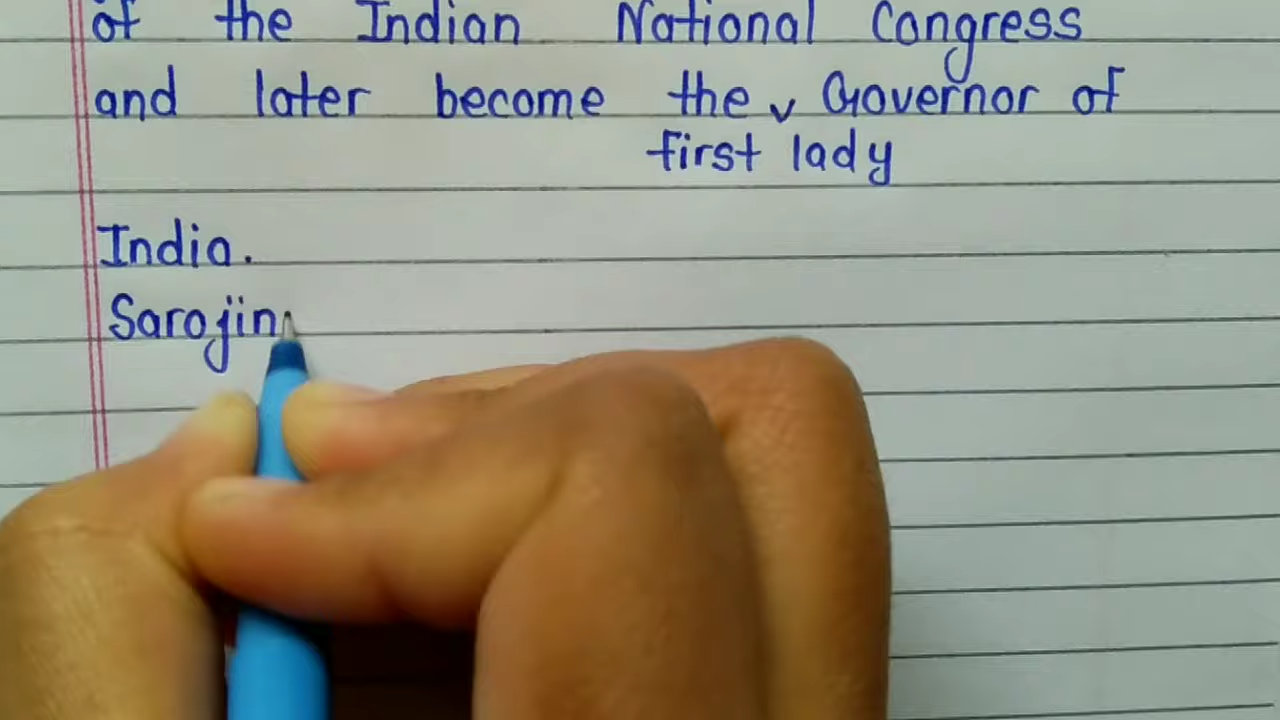 of the Indian National Congress
and later become the ˅ Governor of
first lady
India.
Sarojin